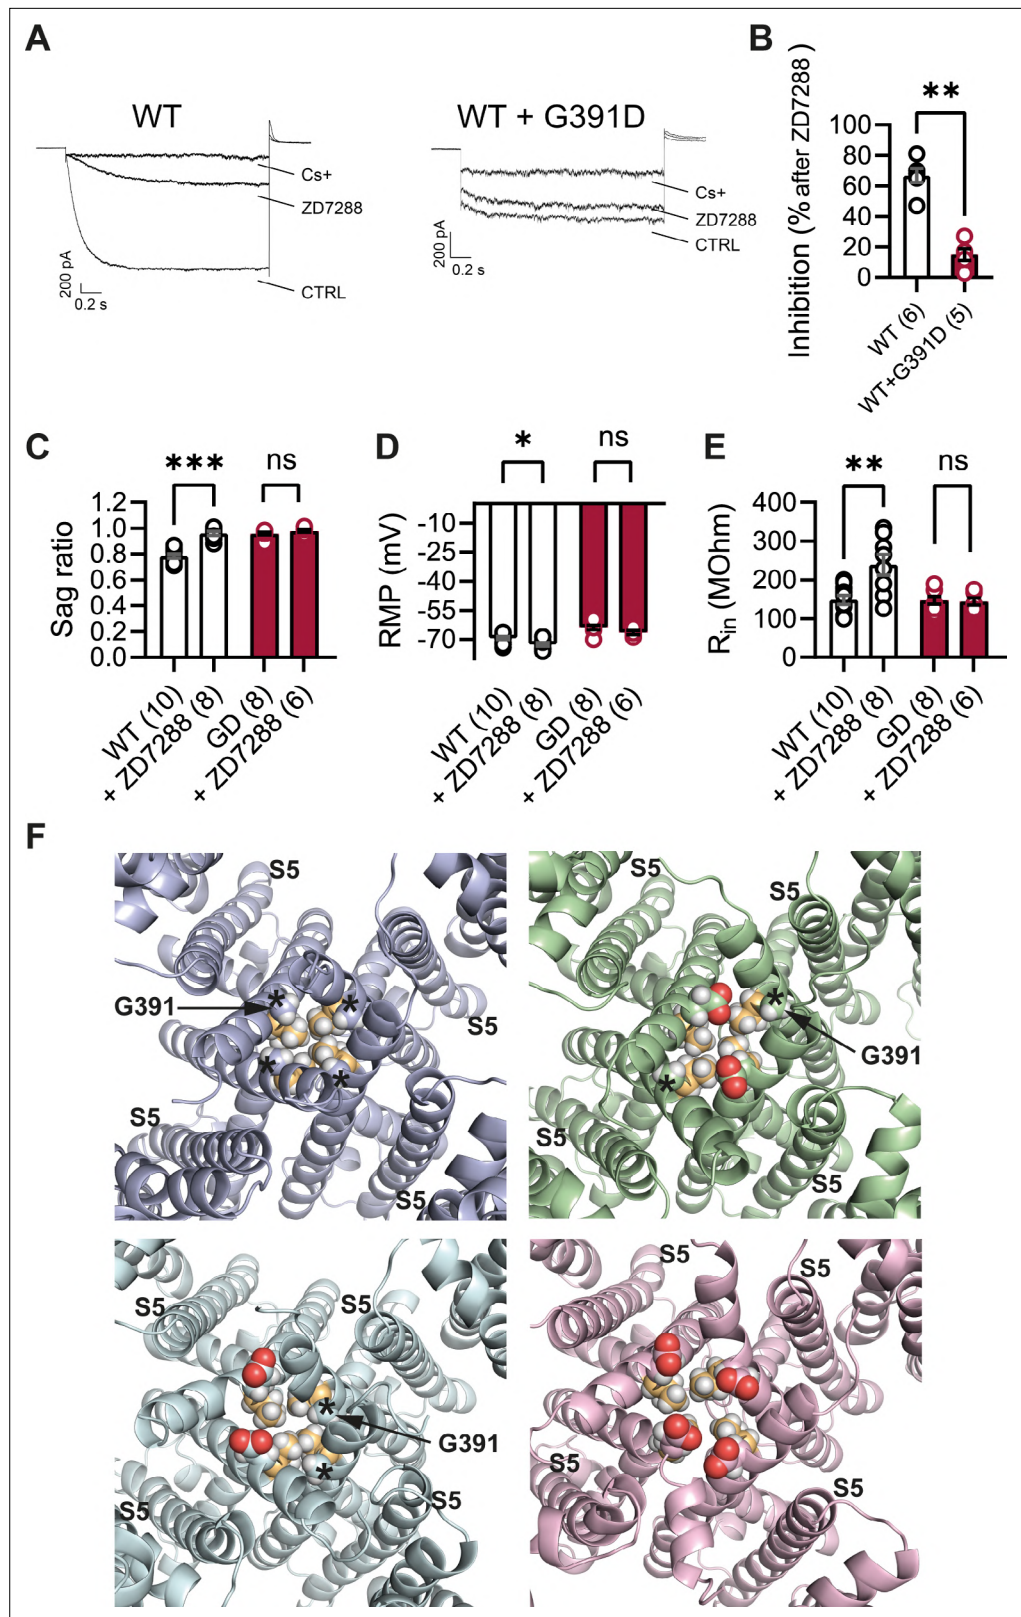 A
WT
Cs+
ZD7288
CTRL
200 pA
0.2 s
WT + G391D
Cs+
ZD7288
CTRL
200 pA
0.2 s
B
**
Inhibition (% after ZD7288 )
100
80
60
40
20
0
WT (6)
WT+G391D (5)
C
***
ns
Sag ratio
1.2
1.0
0.8
0.6
0.4
0.2
0.0
WT (10)
+ ZD7288 (8)
GD (8)
+ ZD7288 (6)
D
*
ns
RMP (mV)
-10
-25
-40
-55
-70
WT (10)
+ ZD7288 (8)
GD (8)
+ ZD7288 (6)
E
**
ns
Rin (MOhm)
400
300
200
100
0
WT (10)
+ ZD7288 (8)
GD (8)
+ ZD7288 (6)
F
S5
G391
*
*
S5
*
*
S5
S5
S5
S5
*
G391
*
S5
S5
S5
S5
*
G391
*
S5
S5
S5
S5
S5
S5